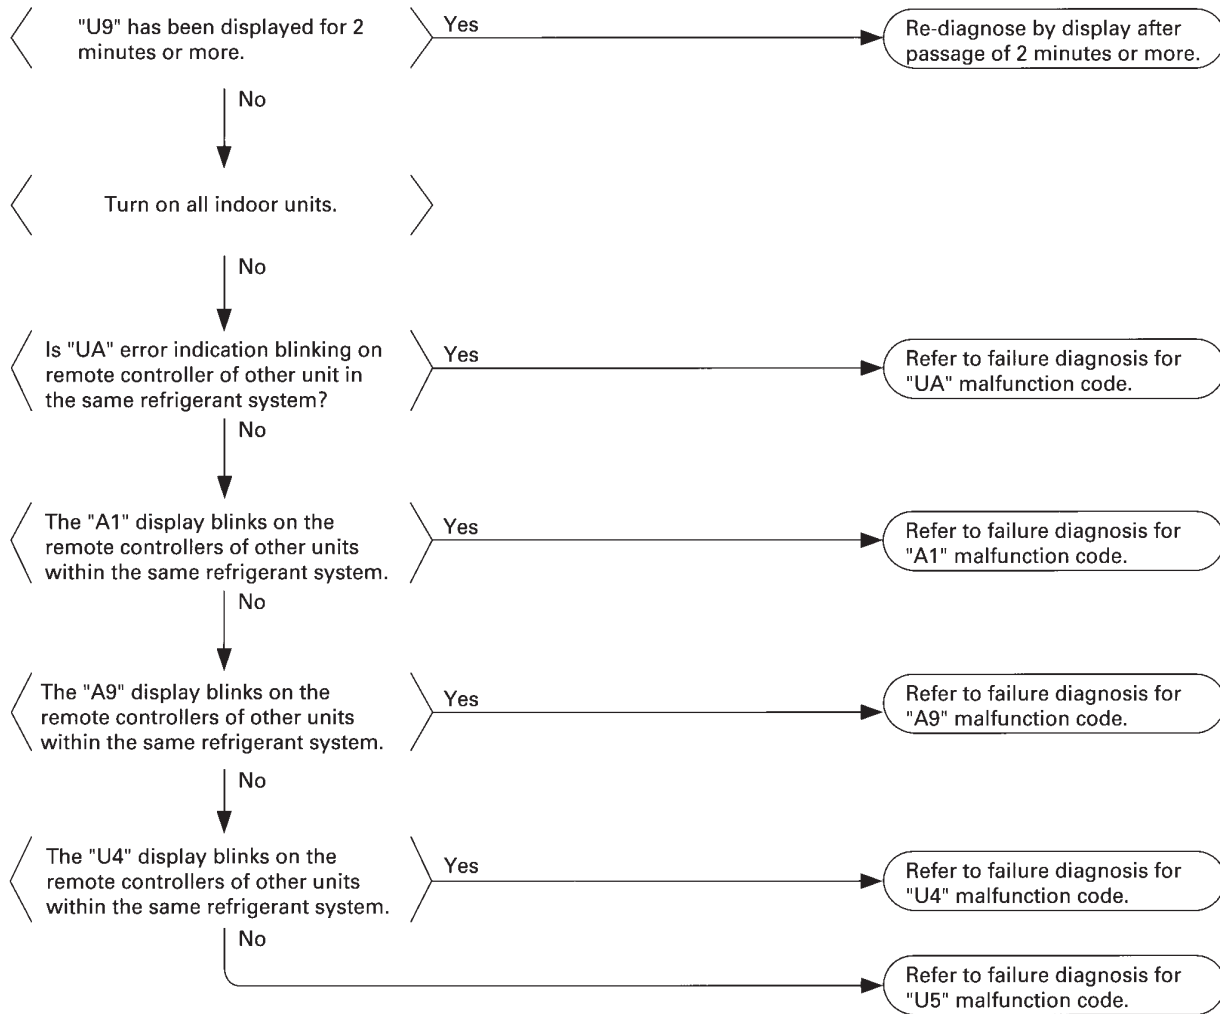 "U9" has been displayed for 2
minutes or more.
Yes
Re-diagnose by display after
passage of 2 minutes or more.
No
Turn on all indoor units.
No
Is "UA" error indication blinking on
remote controller of other unit in
the same refrigerant system?
Yes
Refer to failure diagnosis for
"UA" malfunction code.
No
The "A1" display blinks on the
remote controllers of other units
within the same refrigerant system.
Yes
Refer to failure diagnosis for
"A1" malfunction code.
No
The "A9" display blinks on the
remote controllers of other units
within the same refrigerant system.
Yes
Refer to failure diagnosis for
"A9" malfunction code.
No
The "U4" display blinks on the
remote controllers of other units
within the same refrigerant system.
Yes
Refer to failure diagnosis for
"U4" malfunction code.
No
Refer to failure diagnosis for
"U5" malfunction code.